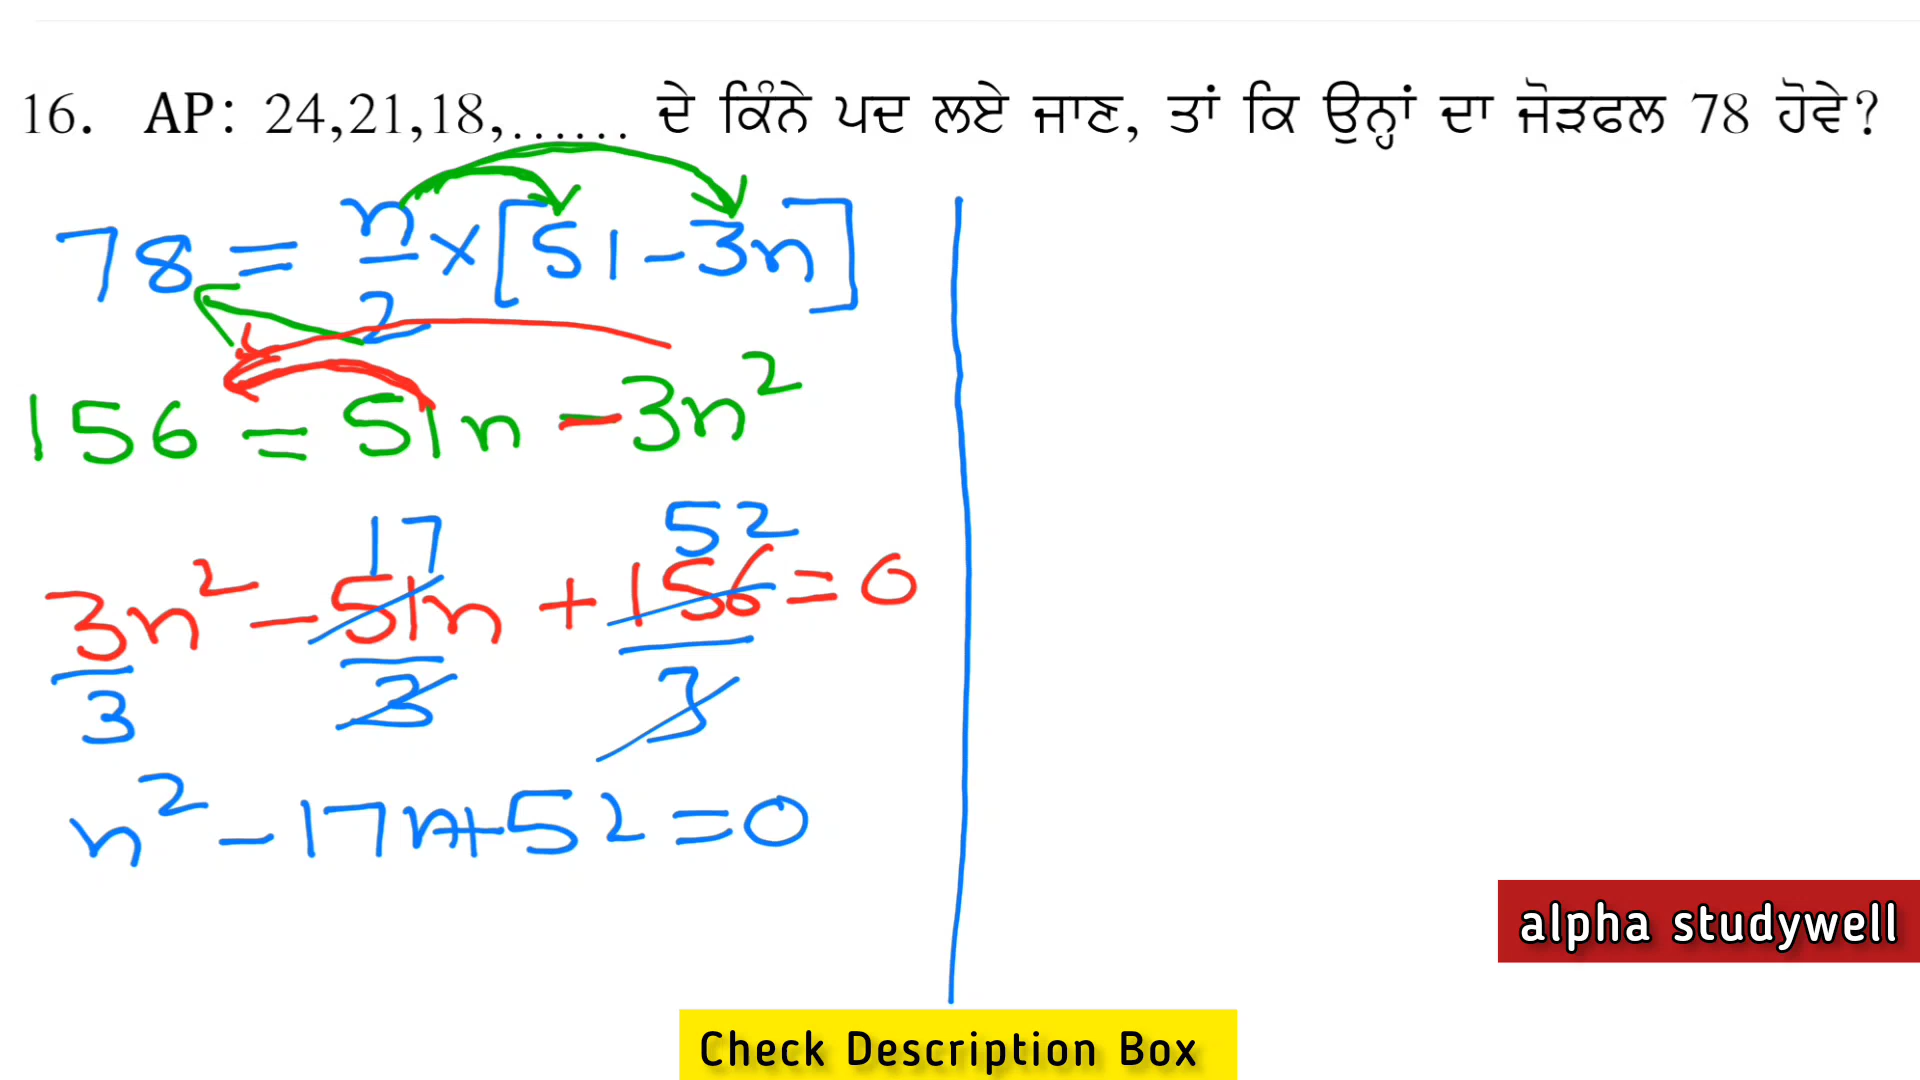 16. AP: 24,21,18,...... ਦੇ ਕਿੰਨੇ ਪਦ ਲਏ ਜਾਣ, ਤਾਂ ਕਿ ਉਨ੍ਹਾਂ ਦਾ ਜੋੜਫਲ 78 ਹੋਵੇ?
78 = n/2 × [51 - 3n]
156 = 51n - 3n²
17 52
3n² - 51n + 156 = 0
3 3 3
n² - 17n + 52 = 0
alpha studywell
Check Description Box